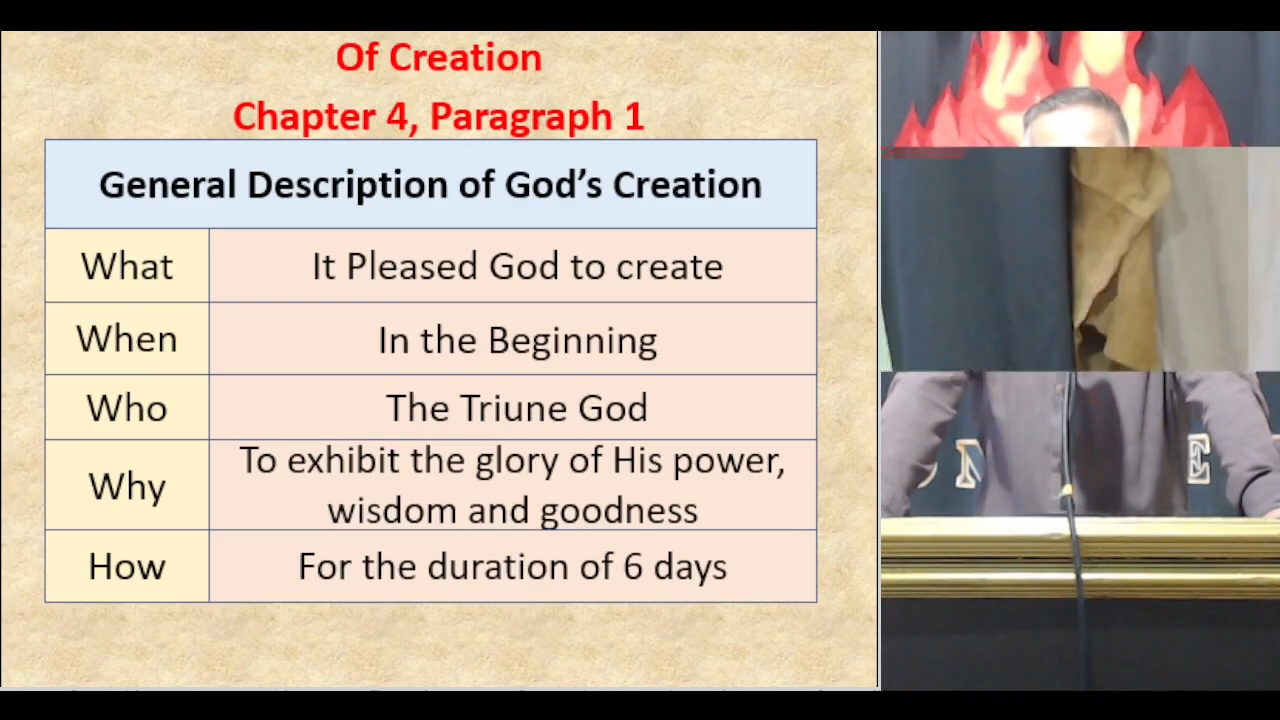 Of Creation
Chapter 4, Paragraph 1
General Description of God’s Creation
What
It Pleased God to create
When
In the Beginning
Who
The Triune God
Why
To exhibit the glory of His power,
wisdom and goodness
How
For the duration of 6 days